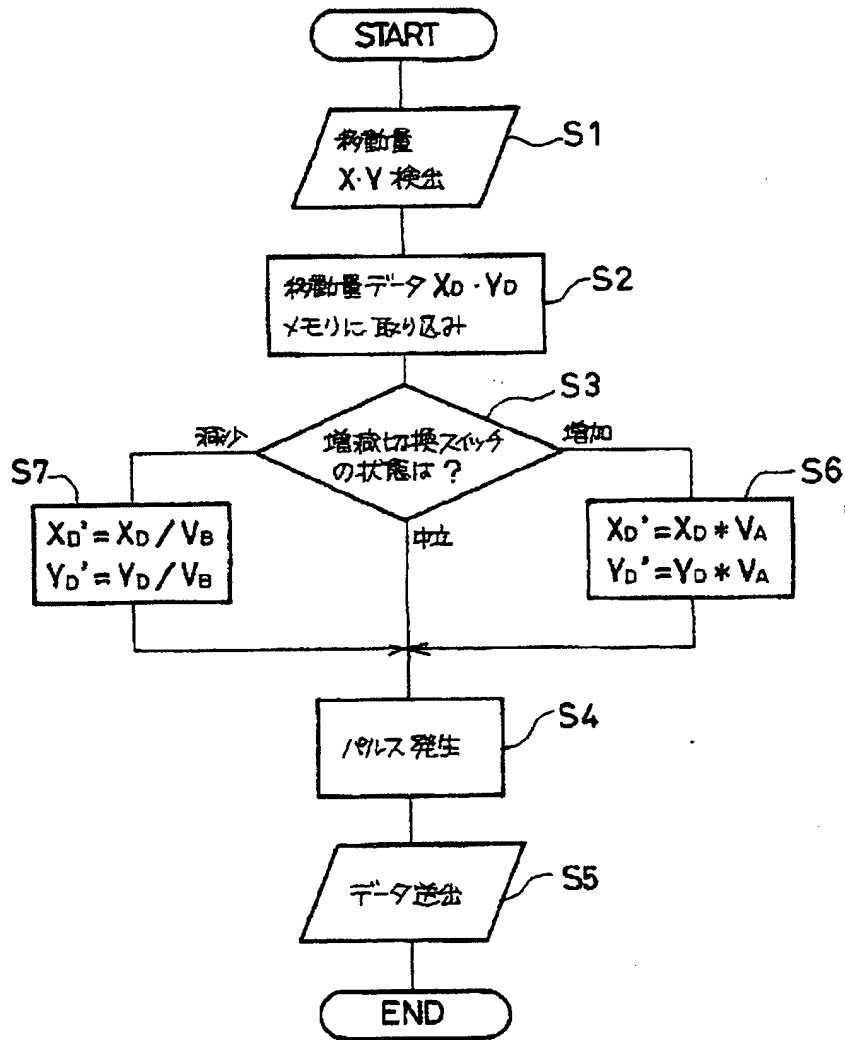 START
移動量
X・Y 検出
S1
移動量データ XD・YD
メモリに取り込み
S2
S3
増減切換スイッチ
の状態は?
減少
増加
中立
S7
XD'=XD/VB
YD'=YD/VB
S6
XD'=XD*VA
YD'=YD*VA
パルス発生
S4
データ送出
S5
END